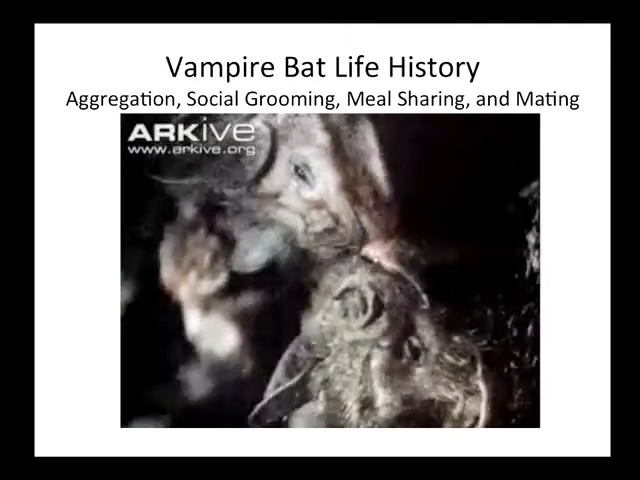 Vampire Bat Life History
Aggregation, Social Grooming, Meal Sharing, and Mating
ARKive
www.arkive.org